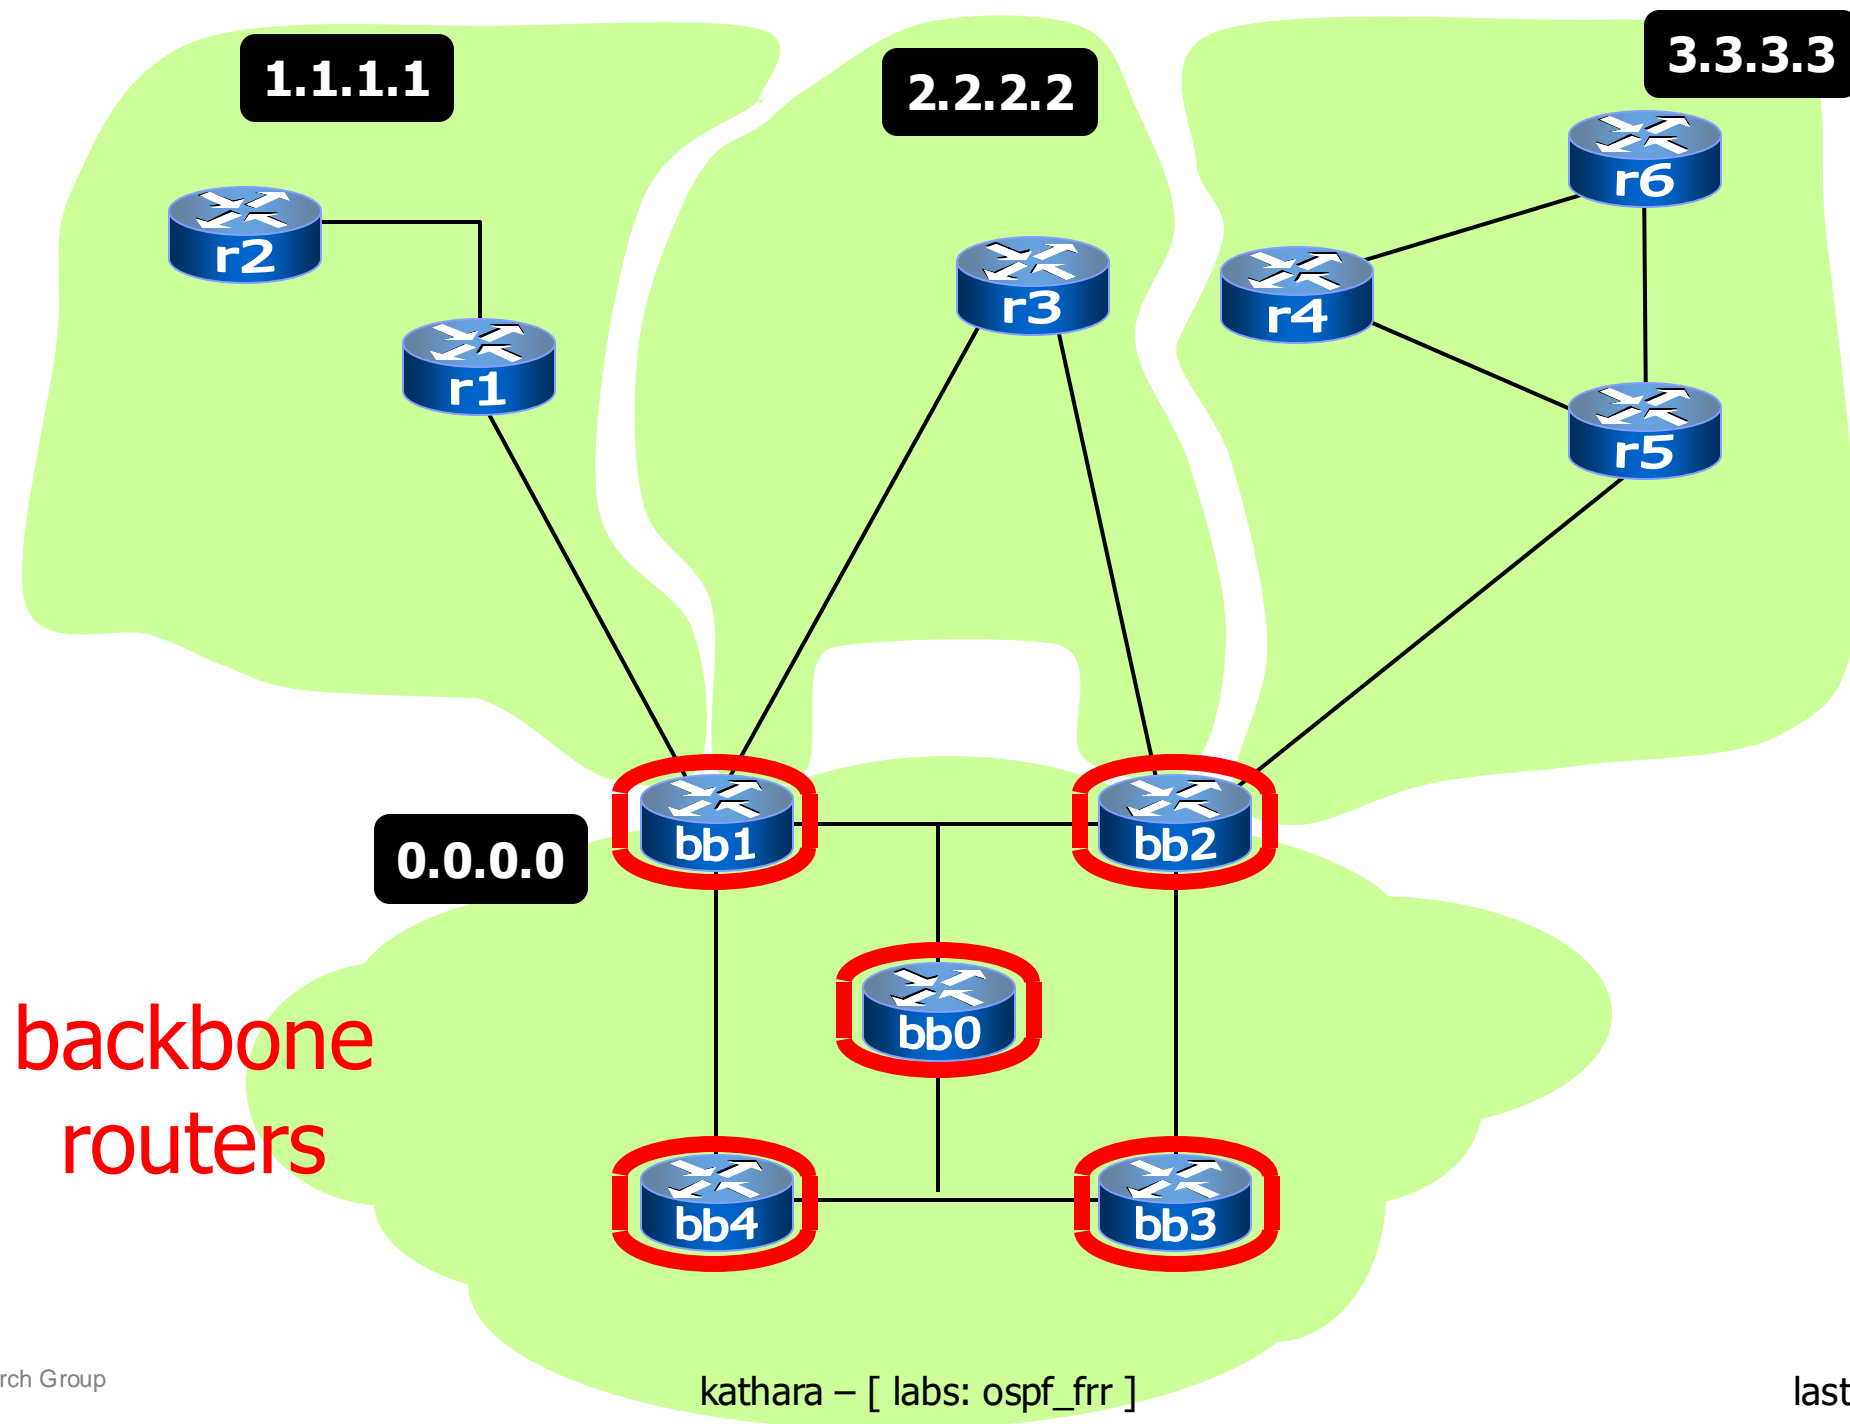 1.1.1.1
2.2.2.2
3.3.3.3
r6
r2
r3
r4
r1
r5
bb1
bb2
0.0.0.0
bb0
backbone
routers
bb4
bb3
rch Group
kathara – [ labs: ospf_frr ]
last